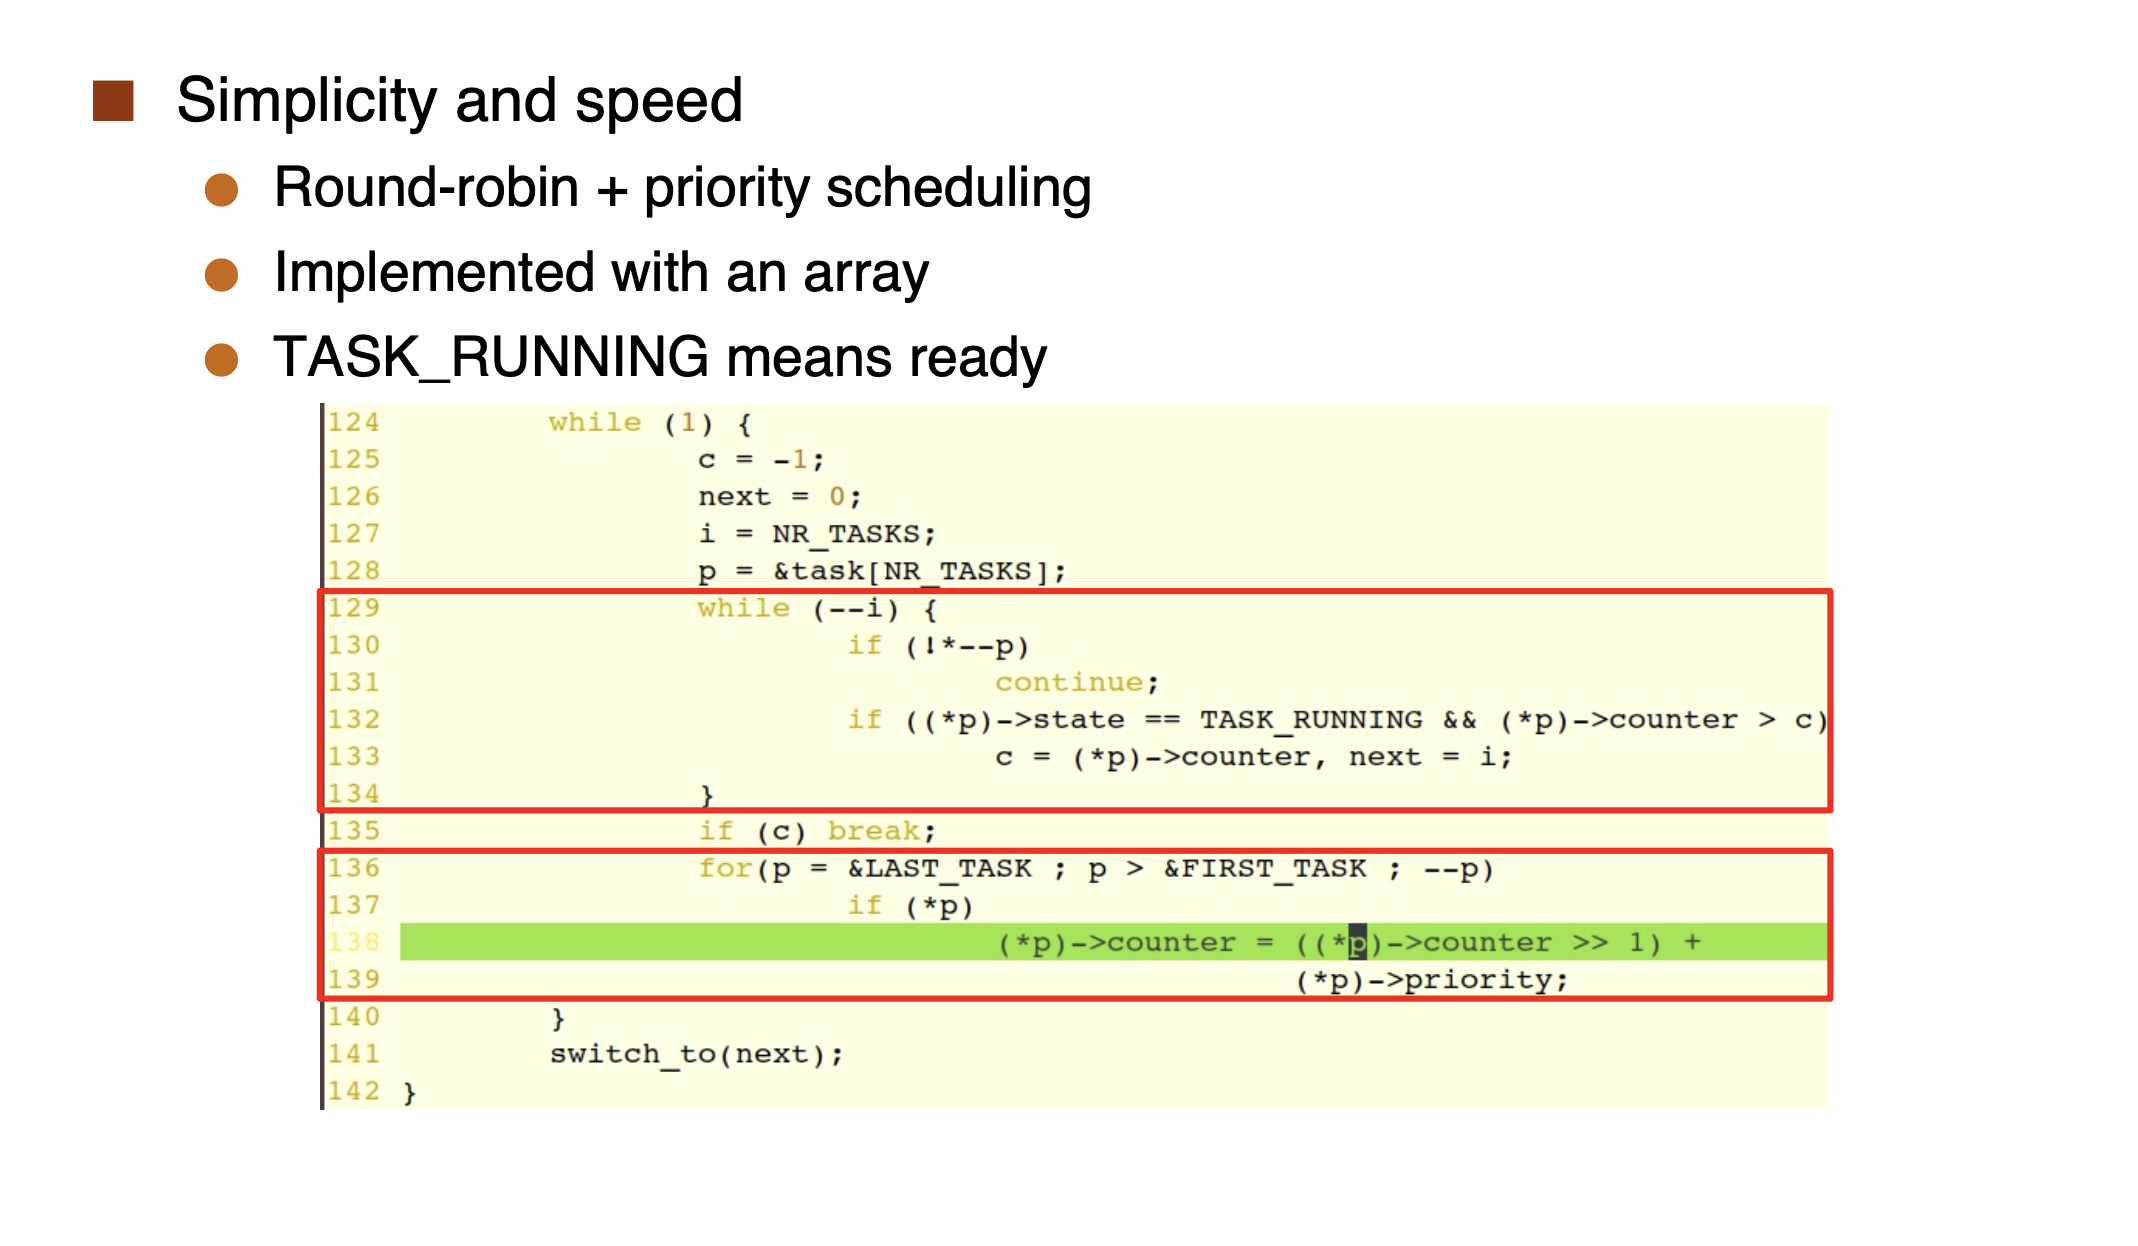 Simplicity and speed
Round-robin + priority scheduling
Implemented with an array
TASK_RUNNING means ready
124 while (1) {
125 c = -1;
126 next = 0;
127 i = NR_TASKS;
128 p = &task[NR_TASKS];
129 while (--i) {
130 if (!*--p)
131 continue;
132 if ((*p)->state == TASK_RUNNING && (*p)->counter > c)
133 c = (*p)->counter, next = i;
134 }
135 if (c) break;
136 for(p = &LAST_TASK ; p > &FIRST_TASK ; --p)
137 if (*p)
138 (*p)->counter = ((*p)->counter >> 1) +
139 (*p)->priority;
140 }
141 switch_to(next);
142 }